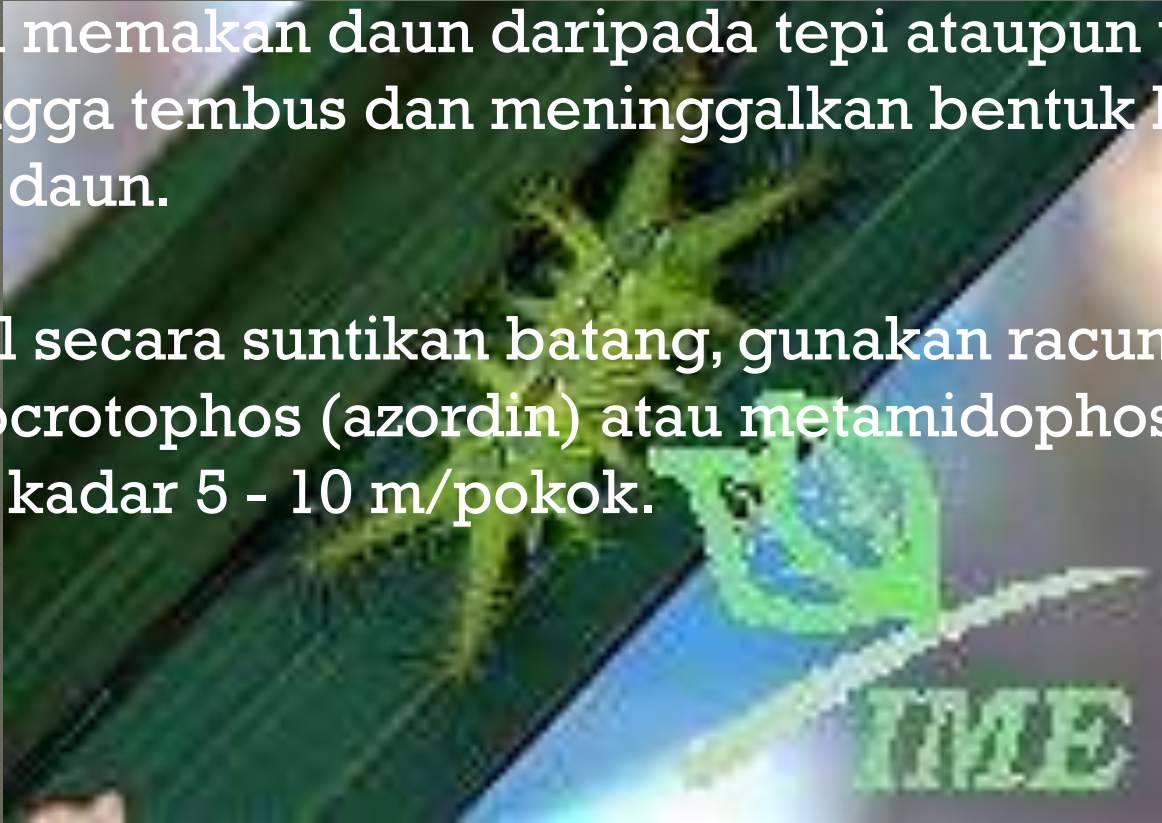 memakan daun daripada tepi ataupun
gga tembus dan meninggalkan bentuk
daun.
l secara suntikan batang, gunakan racun
ocrotophos (azordin) atau metamidophos
kadar 5 - 10 m/pokok.
IME